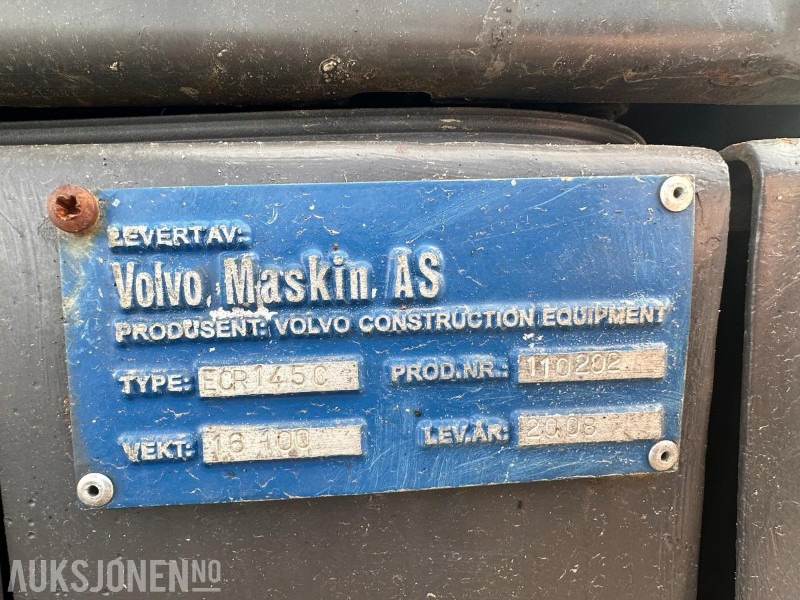 LEVERT AV:
Volvo Maskin AS
PRODUSENT: VOLVO CONSTRUCTION EQUIPMENT
TYPE: ECR145C PROD.NR.: 110202
VEKT: 16 100 LEV.ÅR: 2008
AUKSJONEN.NO